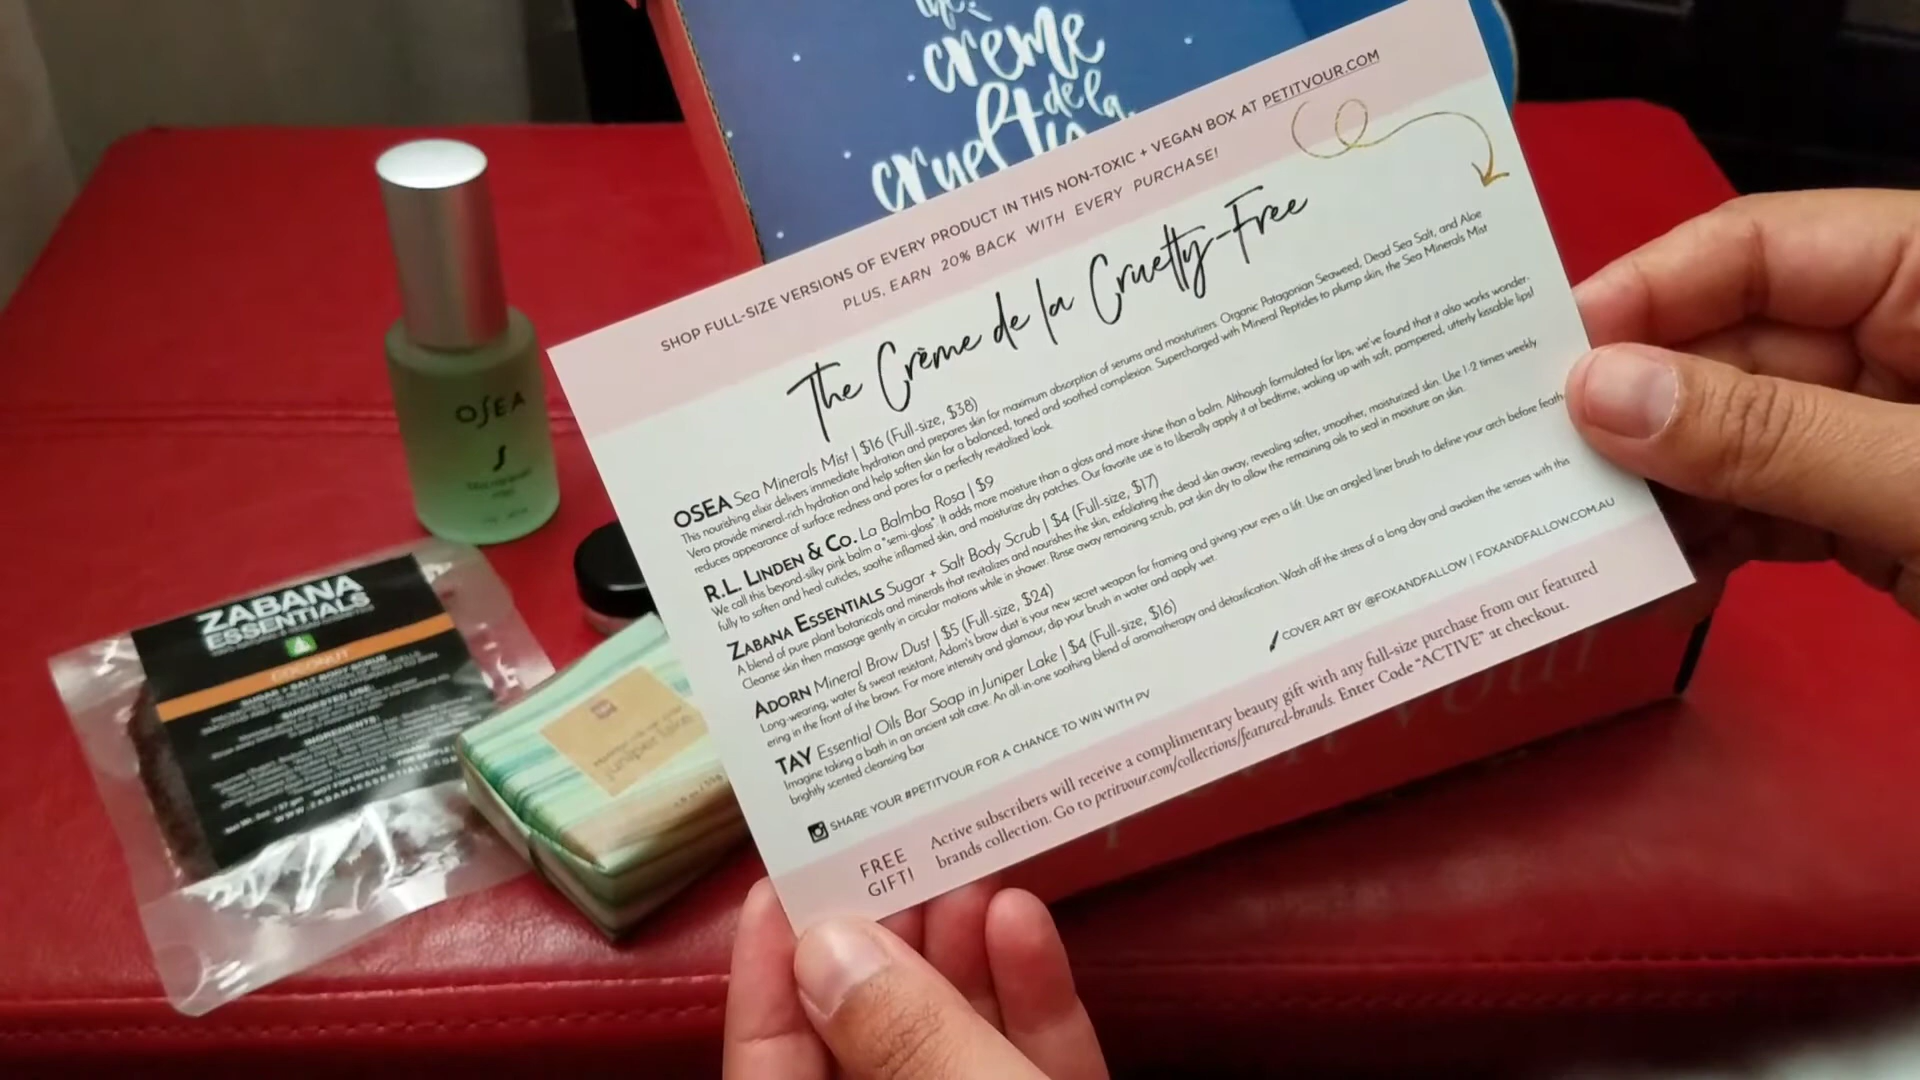 the
crème
de la
cruelty
SHOP FULL-SIZE VERSIONS OF EVERY PRODUCT IN THIS NON-TOXIC + VEGAN BOX AT PETITVOUR.COM
PLUS, EARN 20% BACK WITH EVERY PURCHASE!
The Crème de la Cruelty-Free
OSEA Sea Minerals Mist | $16 (Full-size, $38)
This nourishing elixir delivers immediate hydration and prepares skin for maximum absorption of serums and moisturizers. Organic Patagonian Seaweed, Dead Sea Salt, and Aloe
Vera provide mineral-rich hydration and help soften skin for a balanced, toned and soothed complexion. Supercharged with Mineral Peptides to plump skin, the Sea Minerals Mist
reduces appearance of surface redness and pores for a perfectly revitalized look.
R.L. LINDEN & CO. La Balmba Rosa | $9
We call this beyond-silky pink balm a "semi-gloss". It adds more moisture than a gloss and more shine than a balm. Although formulated for lips, we've found that it also works wonder-
fully to soften and heal cuticles, soothe inflamed skin, and moisturize dry patches. Our favorite use is to liberally apply it at bedtime, waking up with soft, pampered, utterly kissable lips!
ZABANA ESSENTIALS Sugar + Salt Body Scrub | $4 (Full-size, $17)
A blend of pure plant botanicals and minerals that revitalizes and nourishes the skin, exfoliating the dead skin away, revealing softer, smoother, moisturized skin. Use 1-2 times weekly.
Cleanse skin then massage gently in circular motions while in shower. Rinse away remaining scrub, pat skin dry to allow the remaining oils to seal in moisture on skin.
ADORN Mineral Brow Dust | $5 (Full-size, $24)
Long-wearing, water & sweat resistant, Adorn's brow dust is your new secret weapon for framing and giving your eyes a lift. Use an angled liner brush to define your arch before feath-
ering in the front of the brows. For more intensity and glamour, dip your brush in water and apply wet.
TAY Essential Oils Bar Soap in Juniper Lake | $4 (Full-size, $16)
Imagine taking a bath in an ancient salt cave. An all-in-one soothing blend of aromatherapy and detoxification. Wash off the stress of a long day and awaken the senses with this
brightly scented cleansing bar
SHARE YOUR #PETITVOUR FOR A CHANCE TO WIN WITH PV
COVER ART BY @FOXANDFALLOW | FOXANDFALLOW.COM.AU
FREE
GIFT!
Active subscribers will receive a complimentary beauty gift with any full-size purchase from our featured
brands collection. Go to petitvour.com/collections/featured-brands. Enter Code "ACTIVE" at checkout.
OSEA
ZABANA
ESSENTIALS
COCONUT
SUGAR + SALT BODY SCRUB
SUGGESTED USE:
INGREDIENTS:
WWW.ZABANAESSENTIALS.COM
juniper lake